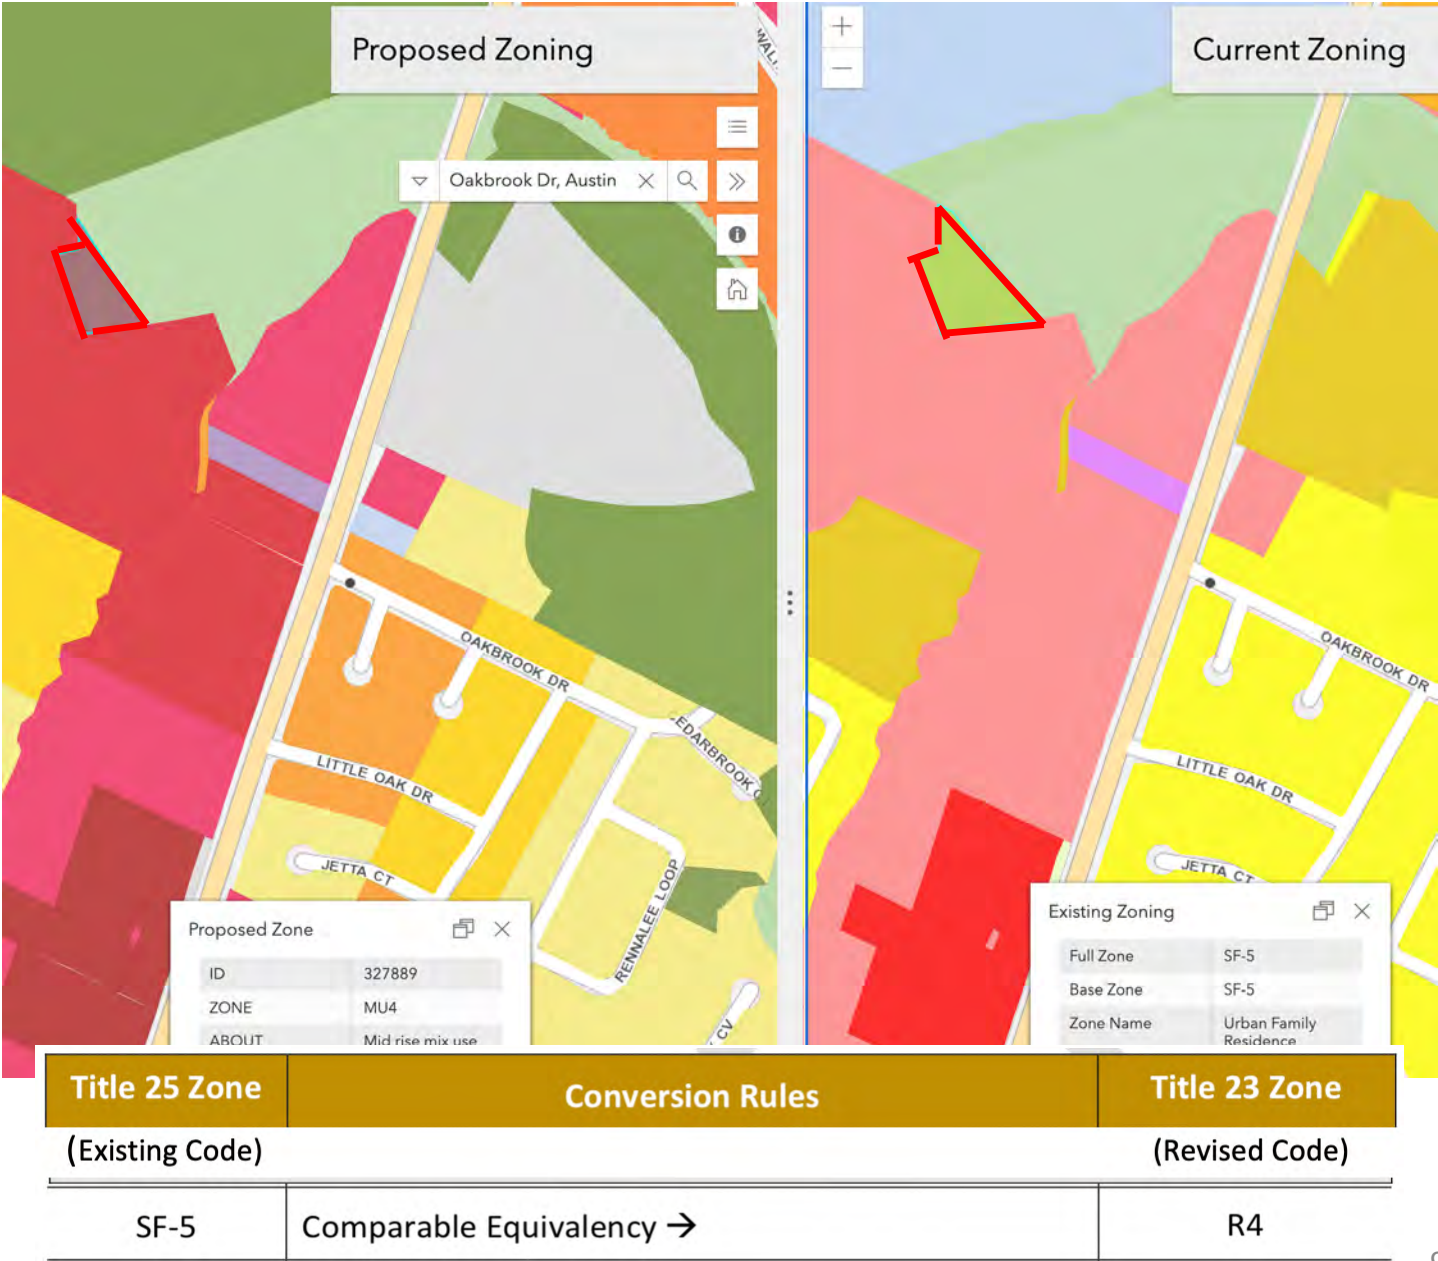 Proposed Zoning
Oakbrook Dr, Austin
OAKBROOK DR
LITTLE OAK DR
EDARBROOK C
JETTA CT
RENNALEE LOOP
CV
Proposed Zone
ID 327889
ZONE MU4
ABOUT Mid rise mix use
Current Zoning
OAKBROOK DR
LITTLE OAK DR
JETTA CT
Existing Zoning
Full Zone SF-5
Base Zone SF-5
Zone Name Urban Family
Residence
Title 25 Zone Conversion Rules Title 23 Zone
(Existing Code) (Revised Code)
SF-5 Comparable Equivalency → R4